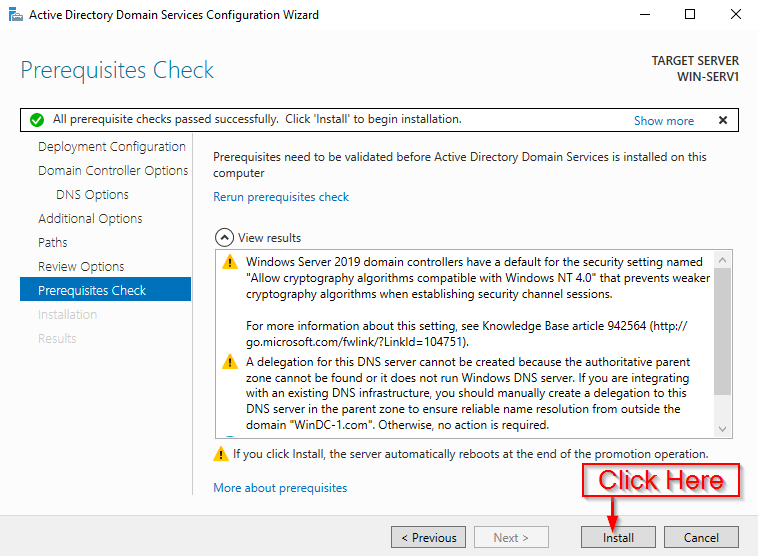 Active Directory Domain Services Configuration Wizard
Prerequisites Check
TARGET SERVER
WIN-SERV1
All prerequisite checks passed successfully. Click 'Install' to begin installation.
Show more
Deployment Configuration
Domain Controller Options
DNS Options
Additional Options
Paths
Review Options
Prerequisites Check
Installation
Results
Prerequisites need to be validated before Active Directory Domain Services is installed on this
computer
Rerun prerequisites check
View results
Windows Server 2019 domain controllers have a default for the security setting named
"Allow cryptography algorithms compatible with Windows NT 4.0" that prevents weaker
cryptography algorithms when establishing security channel sessions.
For more information about this setting, see Knowledge Base article 942564 (http://
go.microsoft.com/fwlink/?LinkId=104751).
A delegation for this DNS server cannot be created because the authoritative parent
zone cannot be found or it does not run Windows DNS server. If you are integrating
with an existing DNS infrastructure, you should manually create a delegation to this
DNS server in the parent zone to ensure reliable name resolution from outside the
domain "WinDC-1.com". Otherwise, no action is required.
If you click Install, the server automatically reboots at the end of the promotion operation.
More about prerequisites
Click Here
< Previous
Next >
Install
Cancel